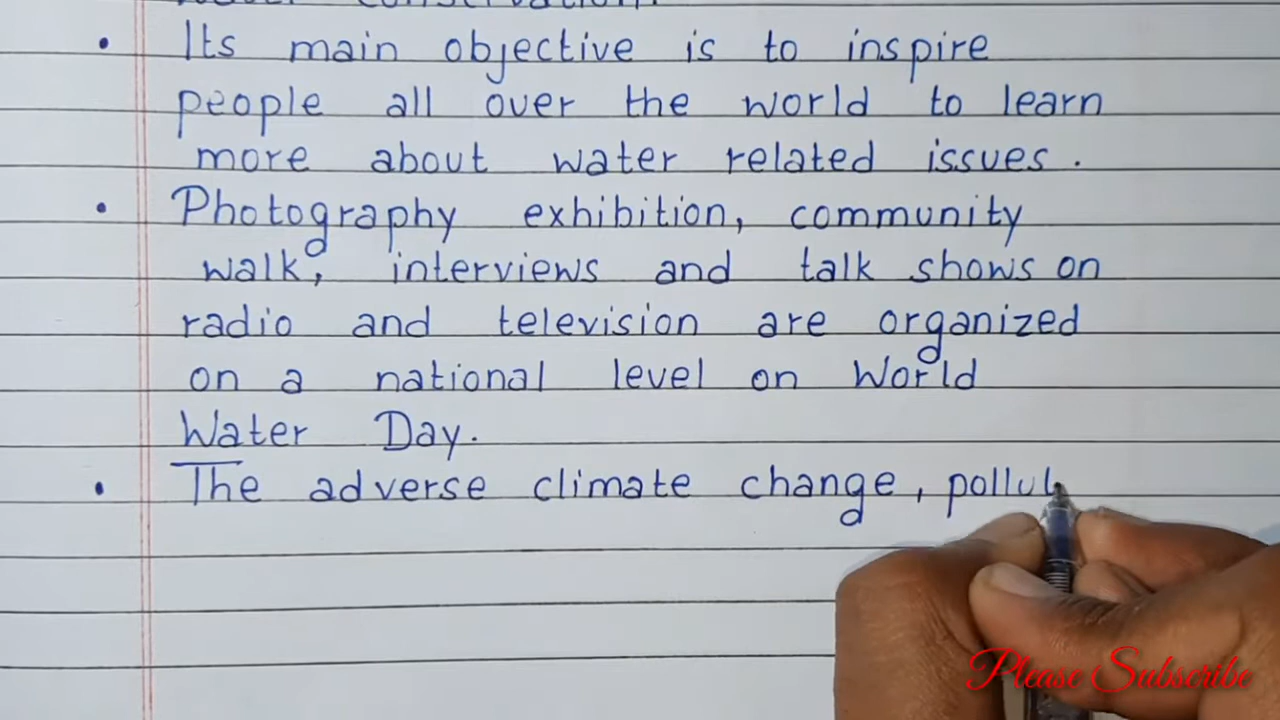 • Its main objective is to inspire
people all over the world to learn
more about water related issues.
• Photography exhibition, community
walk, interviews and talk shows on
radio and television are organized
on a national level on World
Water Day.
• The adverse climate change, pollut
Please Subscribe